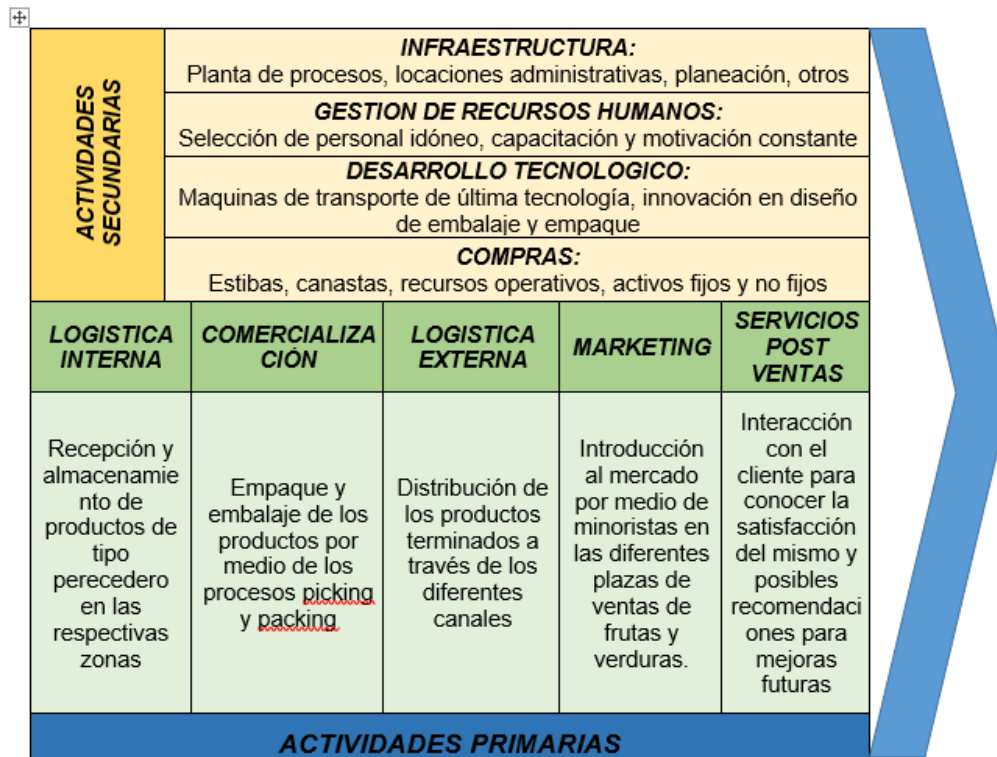 ACTIVIDADES
SECUNDARIAS
INFRAESTRUCTURA:
Planta de procesos, locaciones administrativas, planeación, otros
GESTION DE RECURSOS HUMANOS:
Selección de personal idóneo, capacitación y motivación constante
DESARROLLO TECNOLOGICO:
Maquinas de transporte de última tecnología, innovación en diseño
de embalaje y empaque
COMPRAS:
Estibas, canastas, recursos operativos, activos fijos y no fijos
LOGISTICA
INTERNA
COMERCIALIZA
CIÓN
LOGISTICA
EXTERNA
MARKETING
SERVICIOS
POST
VENTAS
Recepción y
almacenamie
nto de
productos de
tipo
perecedero
en las
respectivas
zonas
Empaque y
embalaje de los
productos por
medio de los
procesos picking
y packing
Distribución de
los productos
terminados a
través de los
diferentes
canales
Introducción
al mercado
por medio de
minoristas en
las diferentes
plazas de
ventas de
frutas y
verduras.
Interacción
con el
cliente para
conocer la
satisfacción
del mismo y
posibles
recomendaci
ones para
mejoras
futuras
ACTIVIDADES PRIMARIAS